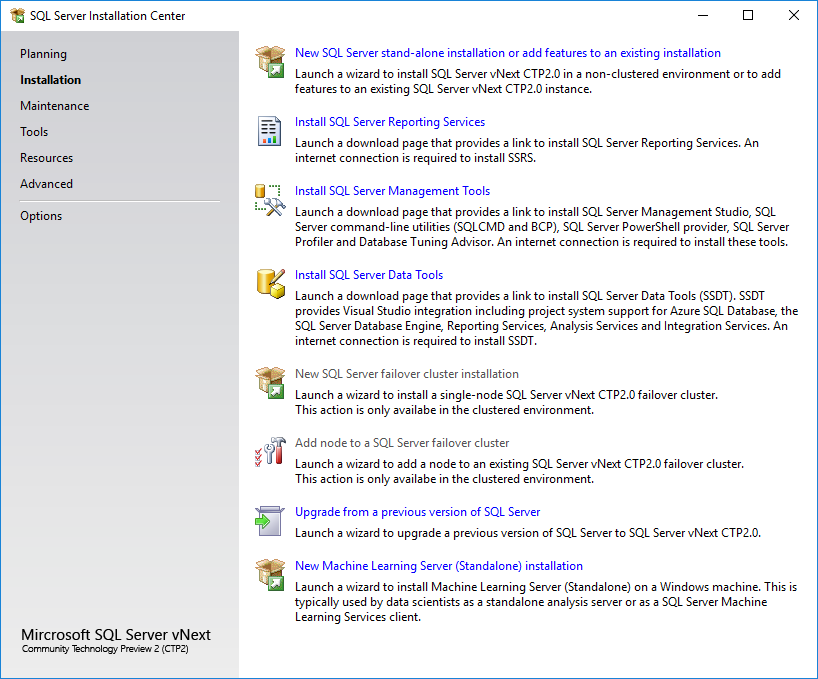 SQL Server Installation Center
Planning
Installation
Maintenance
Tools
Resources
Advanced
Options
New SQL Server stand-alone installation or add features to an existing installation
Launch a wizard to install SQL Server vNext CTP2.0 in a non-clustered environment or to add
features to an existing SQL Server vNext CTP2.0 instance.
Install SQL Server Reporting Services
Launch a download page that provides a link to install SQL Server Reporting Services. An
internet connection is required to install SSRS.
Install SQL Server Management Tools
Launch a download page that provides a link to install SQL Server Management Studio, SQL
Server command-line utilities (SQLCMD and BCP), SQL Server PowerShell provider, SQL Server
Profiler and Database Tuning Advisor. An internet connection is required to install these tools.
Install SQL Server Data Tools
Launch a download page that provides a link to install SQL Server Data Tools (SSDT). SSDT
provides Visual Studio integration including project system support for Azure SQL Database, the
SQL Server Database Engine, Reporting Services, Analysis Services and Integration Services. An
internet connection is required to install SSDT.
New SQL Server failover cluster installation
Launch a wizard to install a single-node SQL Server vNext CTP2.0 failover cluster.
This action is only availabe in the clustered environment.
Add node to a SQL Server failover cluster
Launch a wizard to add a node to an existing SQL Server vNext CTP2.0 failover cluster.
This action is only availabe in the clustered environment.
Upgrade from a previous version of SQL Server
Launch a wizard to upgrade a previous version of SQL Server to SQL Server vNext CTP2.0.
New Machine Learning Server (Standalone) installation
Launch a wizard to install Machine Learning Server (Standalone) on a Windows machine. This is
typically used by data scientists as a standalone analysis server or as a SQL Server Machine
Learning Services client.
Mircrosoft SQL Server vNext
Community Technology Preview 2 (CTP2)